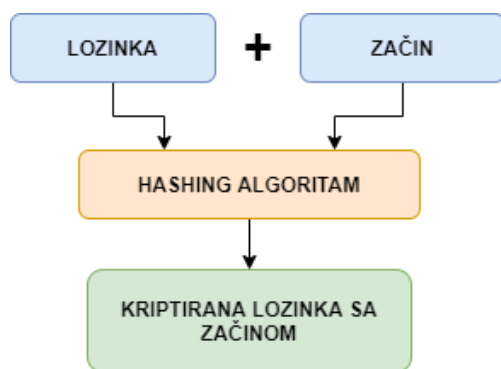 LOZINKA + ZAČIN
HASHING ALGORITAM
KRIPTIRANA LOZINKA SA
ZAČINOM